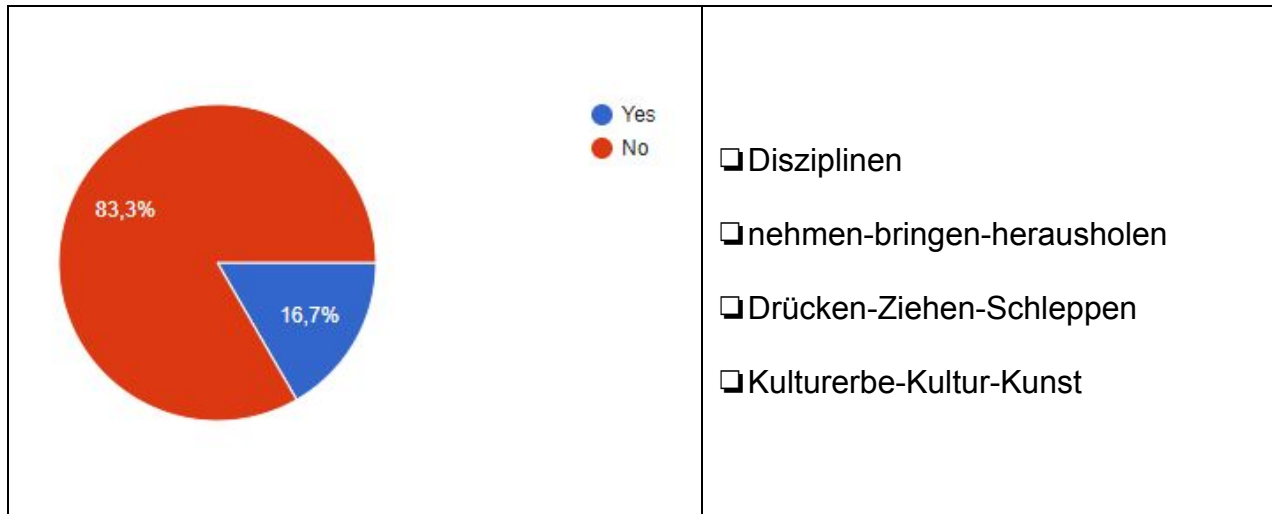 Yes
No
83,3%
16,7%
❏Disziplinen
❏nehmen-bringen-herausholen
❏Drücken-Ziehen-Schleppen
❏Kulturerbe-Kultur-Kunst